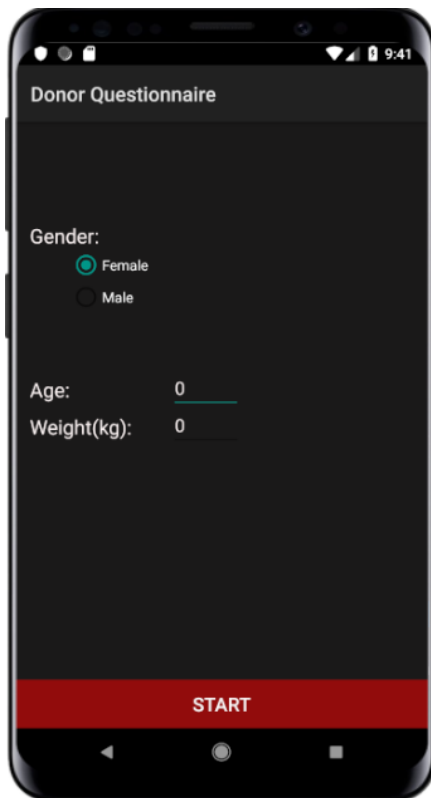 9:41
Donor Questionnaire
Gender:
Female
Male
Age: 0
Weight(kg): 0
START